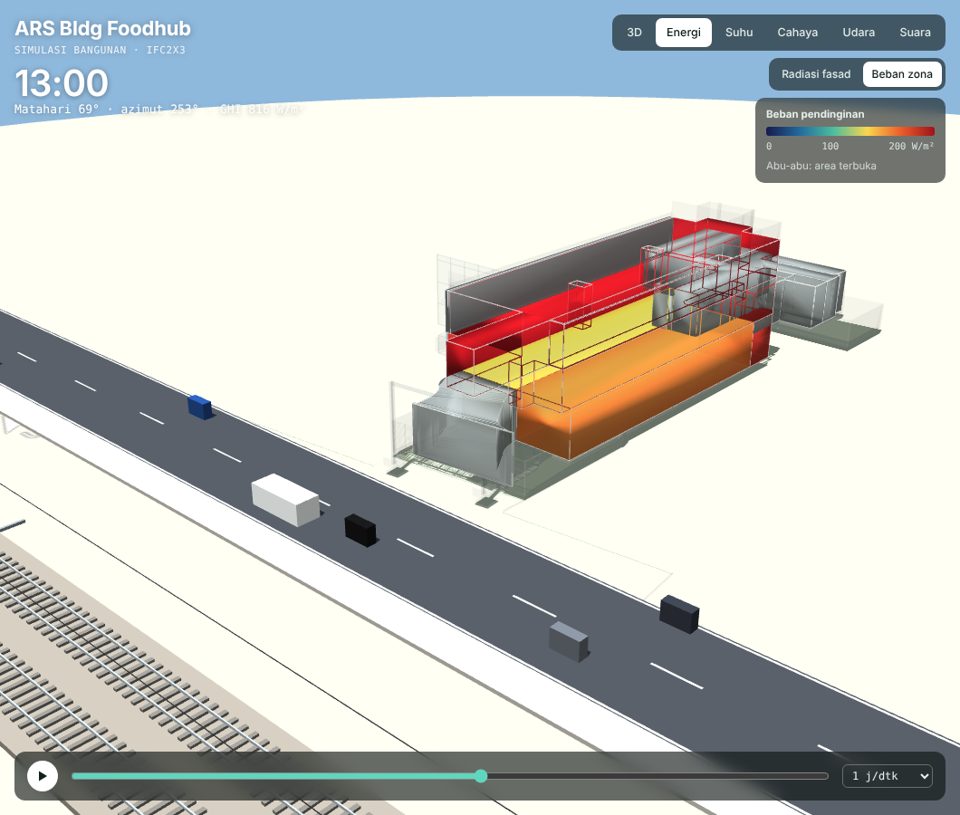 ARS Bldg Foodhub
SIMULASI BANGUNAN · IFC2X3
13:00
Matahari 69° · azimut 253° · GHI 816 W/m²
3D Energi Suhu Cahaya Udara Suara
Radiasi fasad Beban zona
Beban pendinginan
0 100 200 W/m²
Abu-abu: area terbuka
1 j/dtk